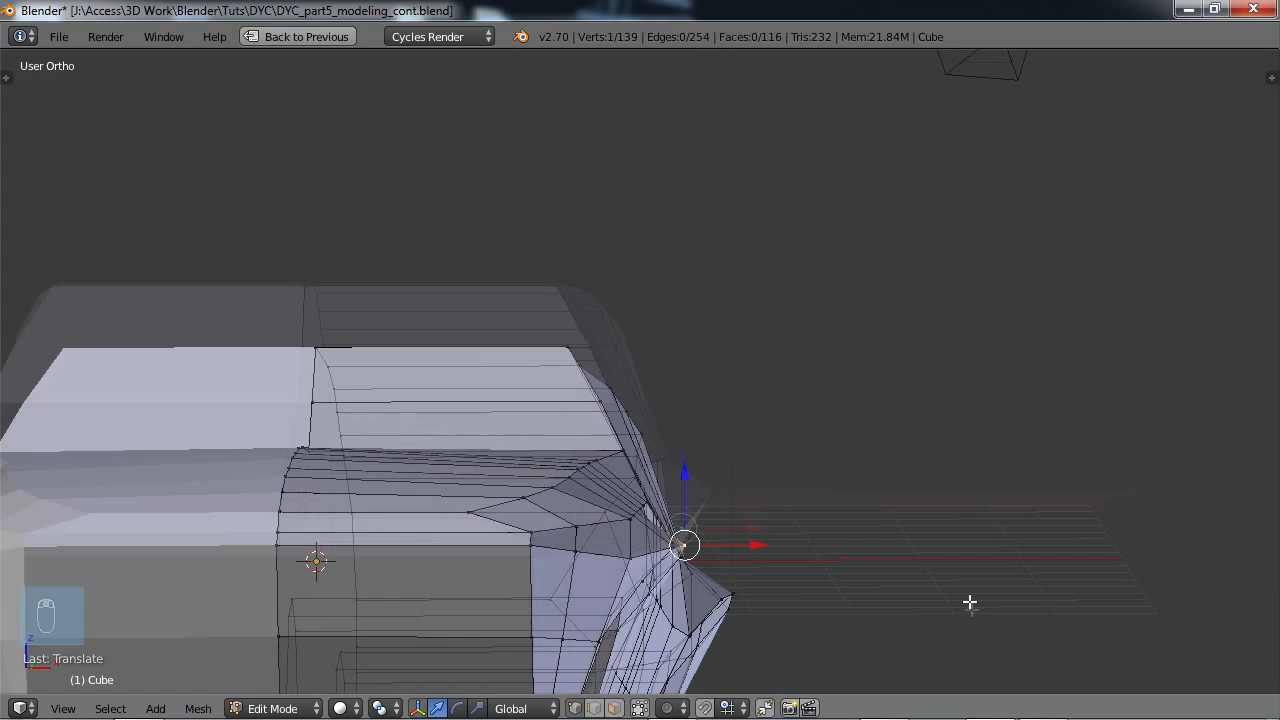 Blender* [J:\Access\3D Work\Blender\Tuts\DYC\DYC_part5_modeling_cont.blend]
File Render Window Help Back to Previous Cycles Render v2.70 | Verts:1/139 | Edges:0/254 | Faces:0/116 | Tris:232 | Mem:21.84M | Cube
User Ortho
z
Last: Translate
(1) Cube
View Select Add Mesh Edit Mode Global